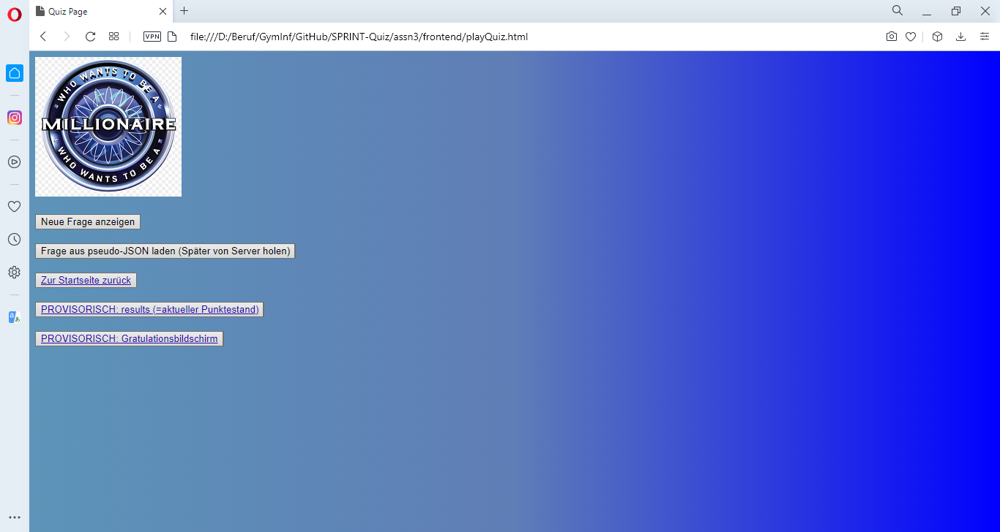 Quiz Page
VPN
file:///D:/Beruf/GymInf/GitHub/SPRINT-Quiz/assn3/frontend/playQuiz.html
WHO WANTS TO BE A
MILLIONAIRE
WHO WANTS TO BE A
Neue Frage anzeigen
Frage aus pseudo-JSON laden (Später von Server holen)
Zur Startseite zurück
PROVISORISCH: results (=aktueller Punktestand)
PROVISORISCH: Gratulationsbildschirm